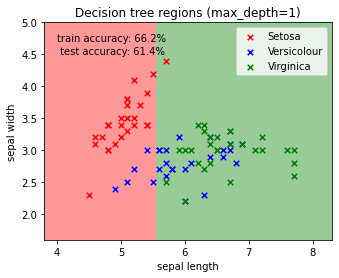 Decision tree regions (max_depth=1)
train accuracy: 66.2%
test accuracy: 61.4%
Setosa
Versicolour
Virginica
sepal width
5.0
4.5
4.0
3.5
3.0
2.5
2.0
4 5 6 7 8
sepal length